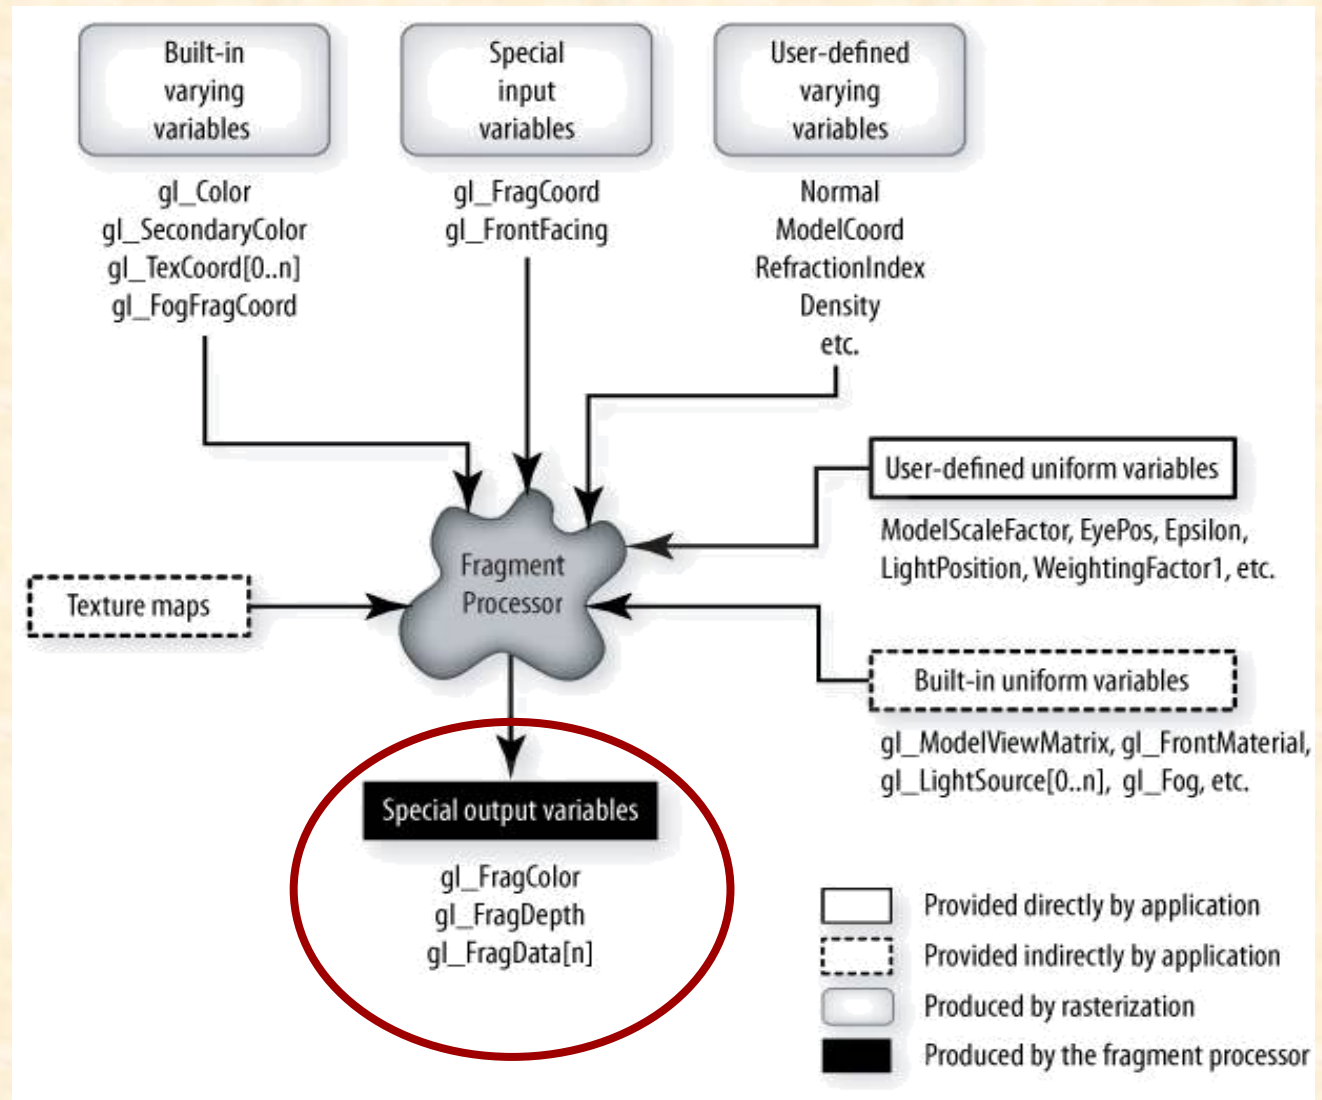 Built-in
varying
variables
gl_Color
gl_SecondaryColor
gl_TexCoord[0..n]
gl_FogFragCoord
Special
input
variables
gl_FragCoord
gl_FrontFacing
User-defined
varying
variables
Normal
ModelCoord
RefractionIndex
Density
etc.
User-defined uniform variables
ModelScaleFactor, EyePos, Epsilon,
LightPosition, WeightingFactor1, etc.
Fragment
Processor
Texture maps
Built-in uniform variables
gl_ModelViewMatrix, gl_FrontMaterial,
gl_LightSource[0..n], gl_Fog, etc.
Special output variables
gl_FragColor
gl_FragDepth
gl_FragData[n]
Provided directly by application
Provided indirectly by application
Produced by rasterization
Produced by the fragment processor